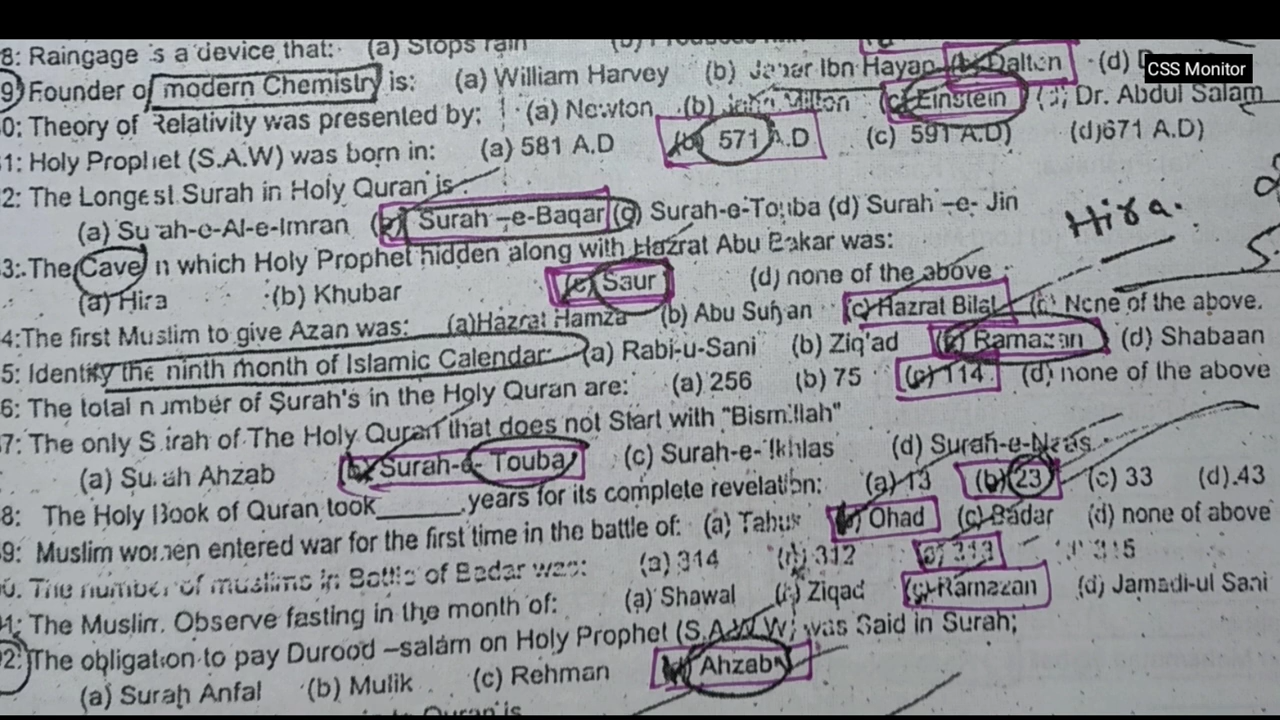 8: Raingage is a device that: (a) Stops rain
9: Founder of modern Chemistry is: (a) William Harvey (b) Jaber Ibn Hayan (c) Dalton (d)
CSS Monitor
0: Theory of Relativity was presented by; (a) Newton (b) John Milton (c) Einstein (d) Dr. Abdul Salam
1: Holy Prophet (S.A.W) was born in: (a) 581 A.D (b) 571 A.D (c) 591 A.D) (d)671 A.D)
2: The Longest Surah in Holy Quran is :
(a) Surah-e-Al-e-Imran (b) Surah –e-Baqar (c) Surah-e-Touba (d) Surah –e- Jin
Hira.
3:.The Cave in which Holy Prophet hidden along with Hazrat Abu Bakar was:
(a) Hira (b) Khubar (c) Saur (d) none of the above
4:The first Muslim to give Azan was: (a)Hazrat Hamza (b) Abu Sufyan (c) Hazrat Bilal (d) None of the above.
5: Identify the ninth month of Islamic Calendar: (a) Rabi-u-Sani (b) Ziq'ad (c) Ramazan (d) Shabaan
6: The total number of Surah's in the Holy Quran are: (a) 256 (b) 75 (c) 114 (d) none of the above
7: The only Surah of The Holy Quran that does not Start with "Bismillah"
(a) Surah Ahzab (b) Surah-e- Touba (c) Surah-e- Ikhlas (d) Surah-e-Naas
8: The Holy Book of Quran took______years for its complete revelation: (a) 13 (b) 23 (c) 33 (d).43
9: Muslim women entered war for the first time in the battle of: (a) Tabuk (b) Ohad (c) Badar (d) none of above
0. The number of muslims in Battle of Badar was: (a) 314 (b) 312 (c) 313 (d) 315
1: The Muslim. Observe fasting in the month of: (a) Shawal (b) Ziqad (c) Ramazan (d) Jamadi-ul Sani
2: The obligation to pay Durood –salam on Holy Prophet (S.A.W.W) was Said in Surah;
(a) Surah Anfal (b) Mulik (c) Rehman (d) Ahzab
Quran is